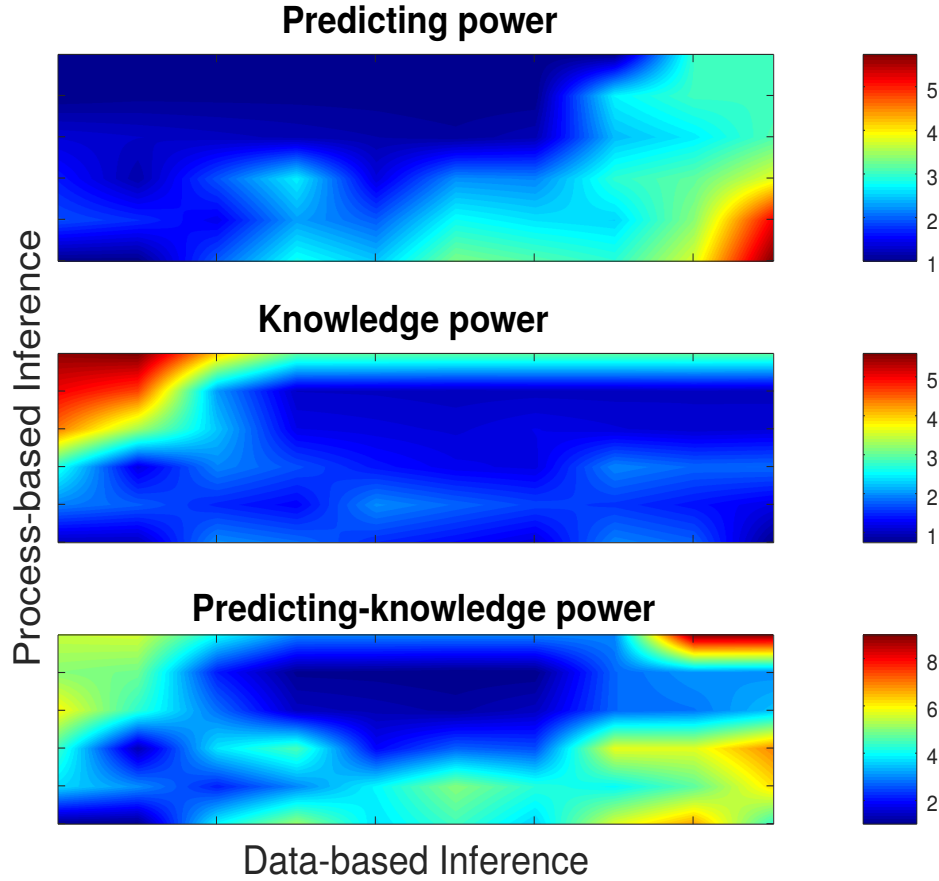 Predicting power
5
4
3
2
1
Process-based Inference
Knowledge power
5
4
3
2
1
Predicting-knowledge power
8
6
4
2
Data-based Inference